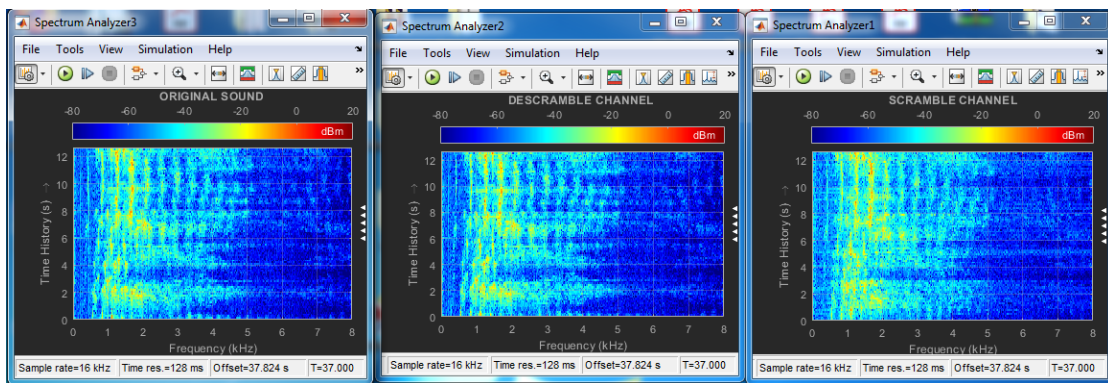 Spectrum Analyzer3
File Tools View Simulation Help
ORIGINAL SOUND
-80 -60 -40 -20 0 20
dBm
Time History (s) →
12
10
8
6
4
2
0
0 1 2 3 4 5 6 7 8
Frequency (kHz)
Sample rate=16 kHz Time res.=128 ms Offset=37.824 s T=37.000
Spectrum Analyzer2
File Tools View Simulation Help
DESCRAMBLE CHANNEL
-80 -60 -40 -20 0 20
dBm
Time History (s) →
12
10
8
6
4
2
0
0 1 2 3 4 5 6 7 8
Frequency (kHz)
Sample rate=16 kHz Time res.=128 ms Offset=37.824 s T=37.000
Spectrum Analyzer1
File Tools View Simulation Help
SCRAMBLE CHANNEL
-80 -60 -40 -20 0 20
dBm
Time History (s) →
12
10
8
6
4
2
0
0 1 2 3 4 5 6 7 8
Frequency (kHz)
Sample rate=16 kHz Time res.=128 ms Offset=37.824 s T=37.000